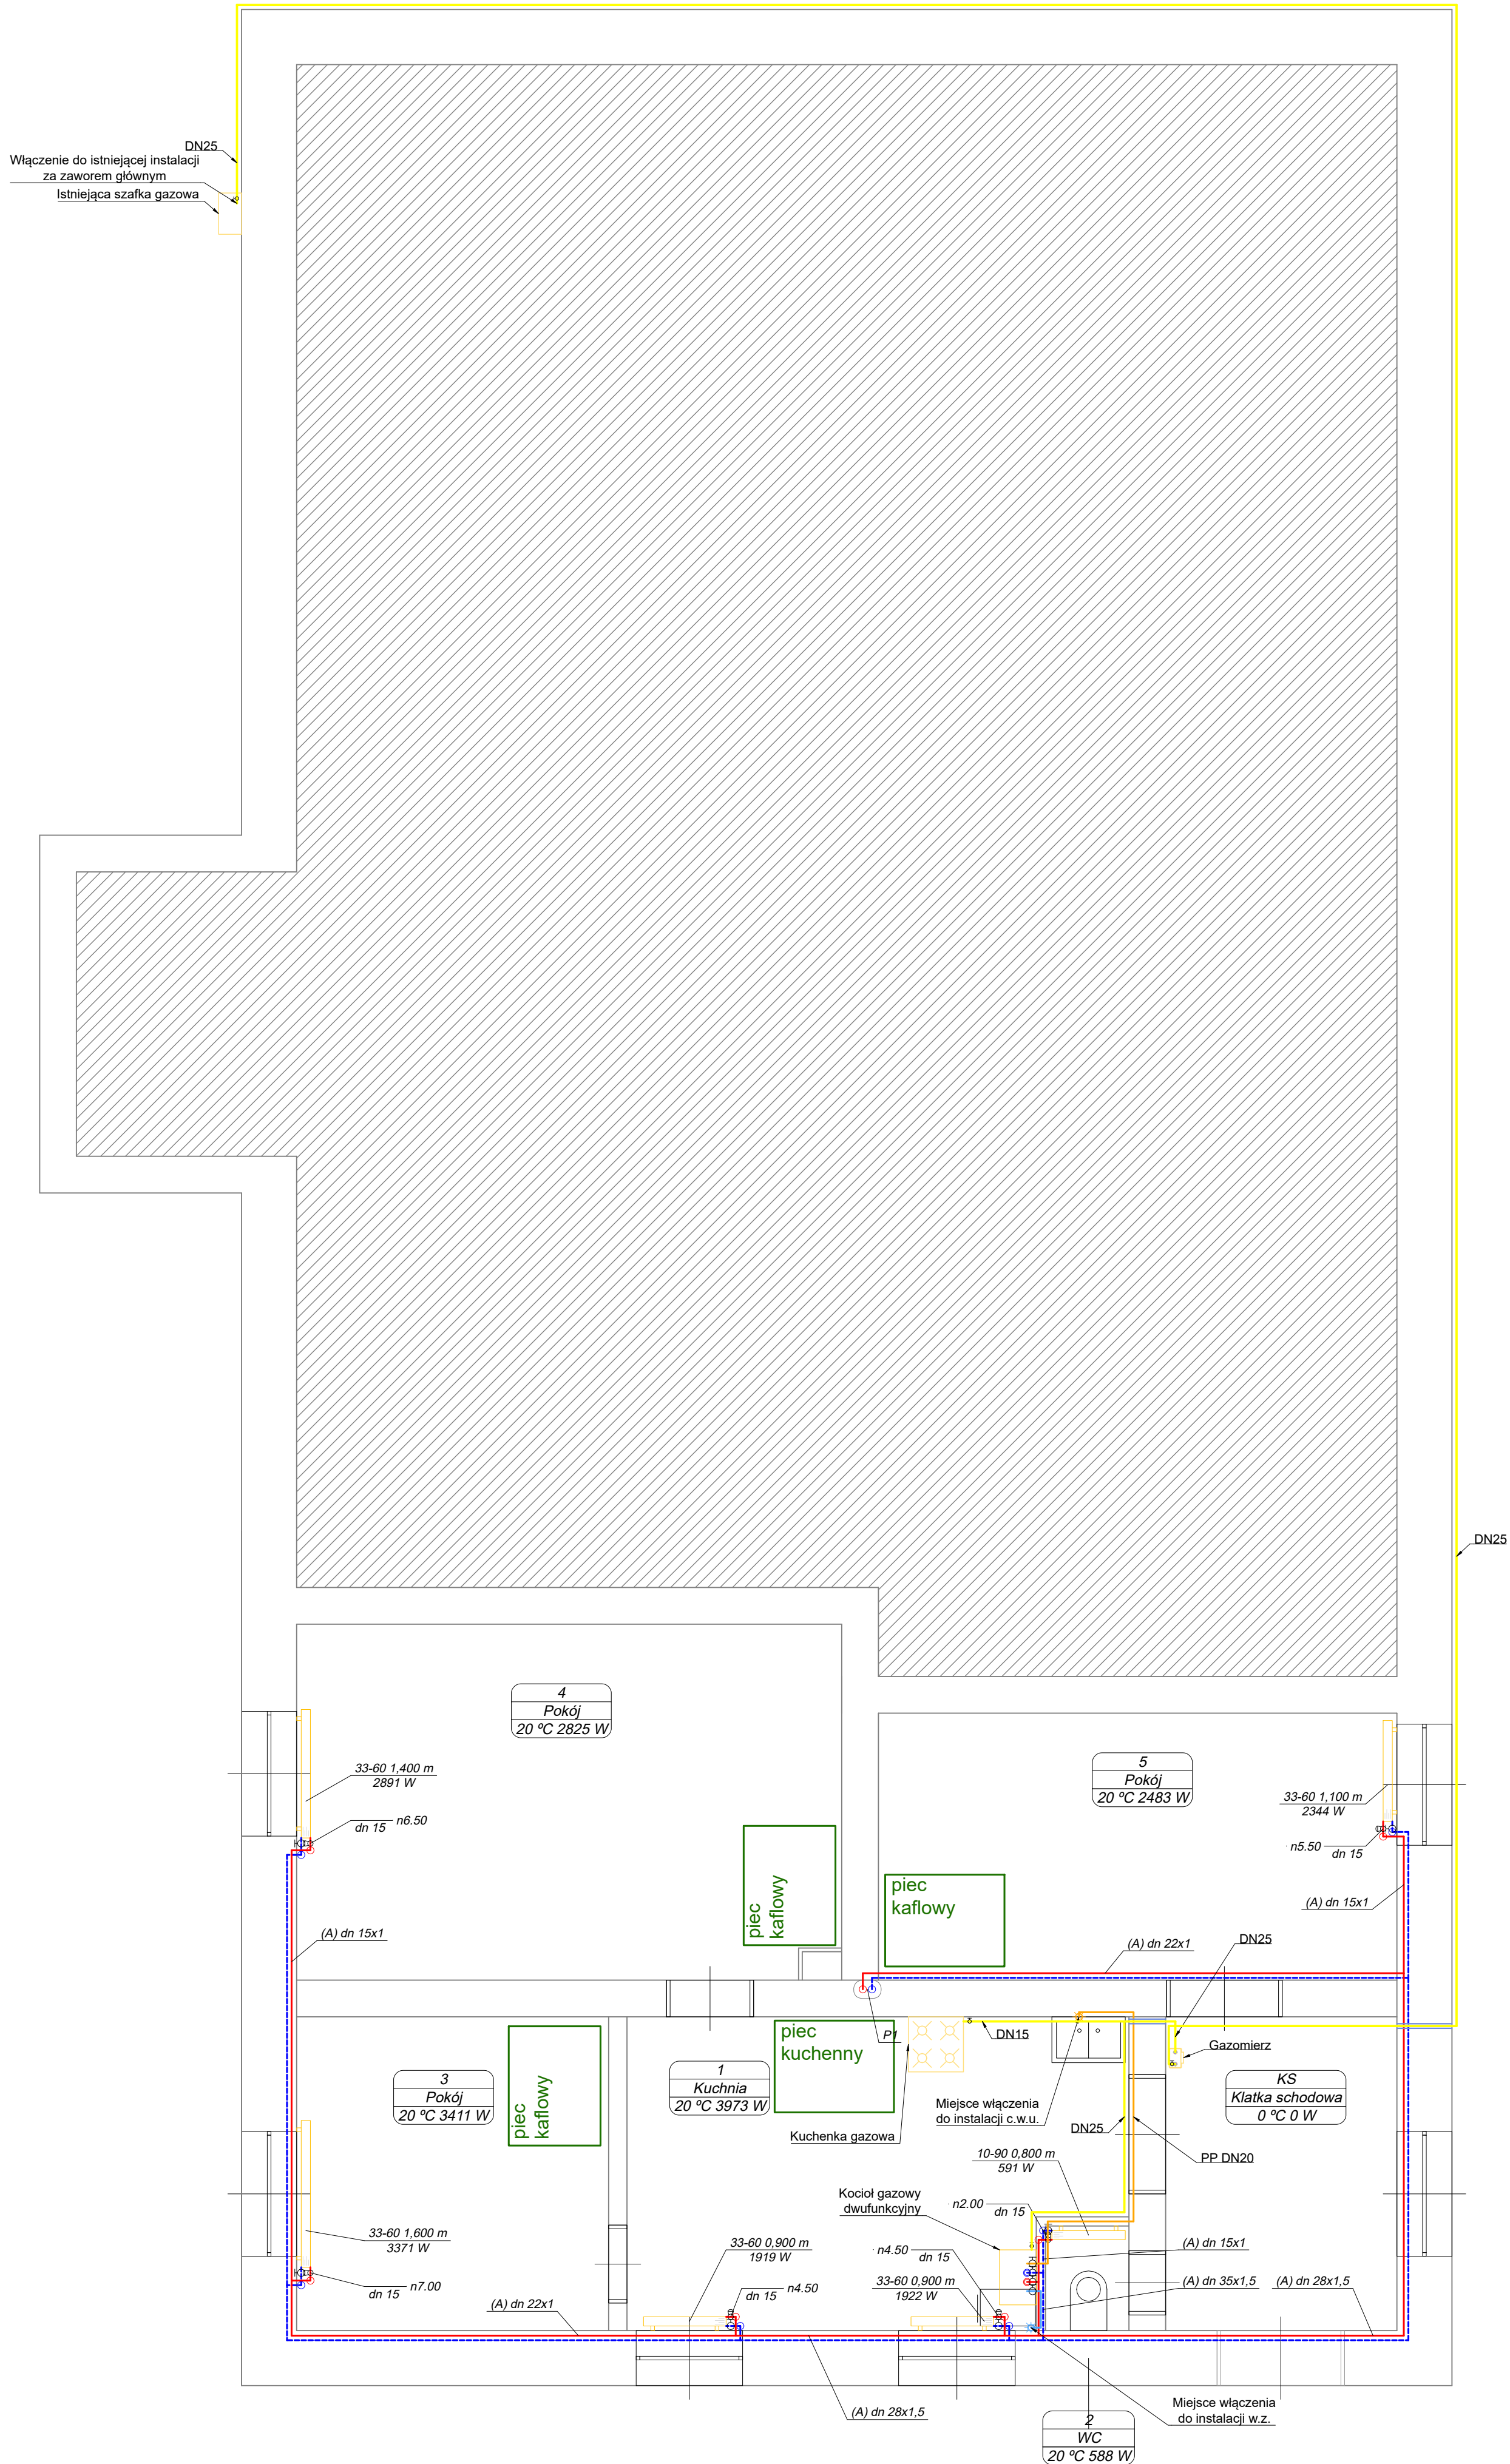 DN25
Włączenie do istniejącej instalacji
za zaworem głównym
Istniejąca szafka gazowa
DN25
4
Pokój
20 ºC 2825 W
5
Pokój
20 ºC 2483 W
33-60 1,400 m
2891 W
33-60 1,100 m
2344 W
n6.50
dn 15
n5.50
dn 15
piec
kaflowy
piec
kaflowy
(A) dn 15x1
(A) dn 15x1
(A) dn 22x1
DN25
P1
DN15
Gazomierz
piec
kuchenny
piec
kaflowy
3
Pokój
20 ºC 3411 W
1
Kuchnia
20 ºC 3973 W
KS
Klatka schodowa
0 ºC 0 W
Miejsce włączenia
do instalacji c.w.u.
Kuchenka gazowa
DN25
PP DN20
10-90 0,800 m
591 W
Kocioł gazowy
dwufunkcyjny
n2.00
dn 15
33-60 1,600 m
3371 W
33-60 0,900 m
1919 W
n4.50
dn 15
(A) dn 15x1
33-60 0,900 m
1922 W
n7.00
dn 15
n4.50
dn 15
(A) dn 35x1,5
(A) dn 28x1,5
(A) dn 22x1
(A) dn 28x1,5
Miejsce włączenia
do instalacji w.z.
2
WC
20 ºC 588 W